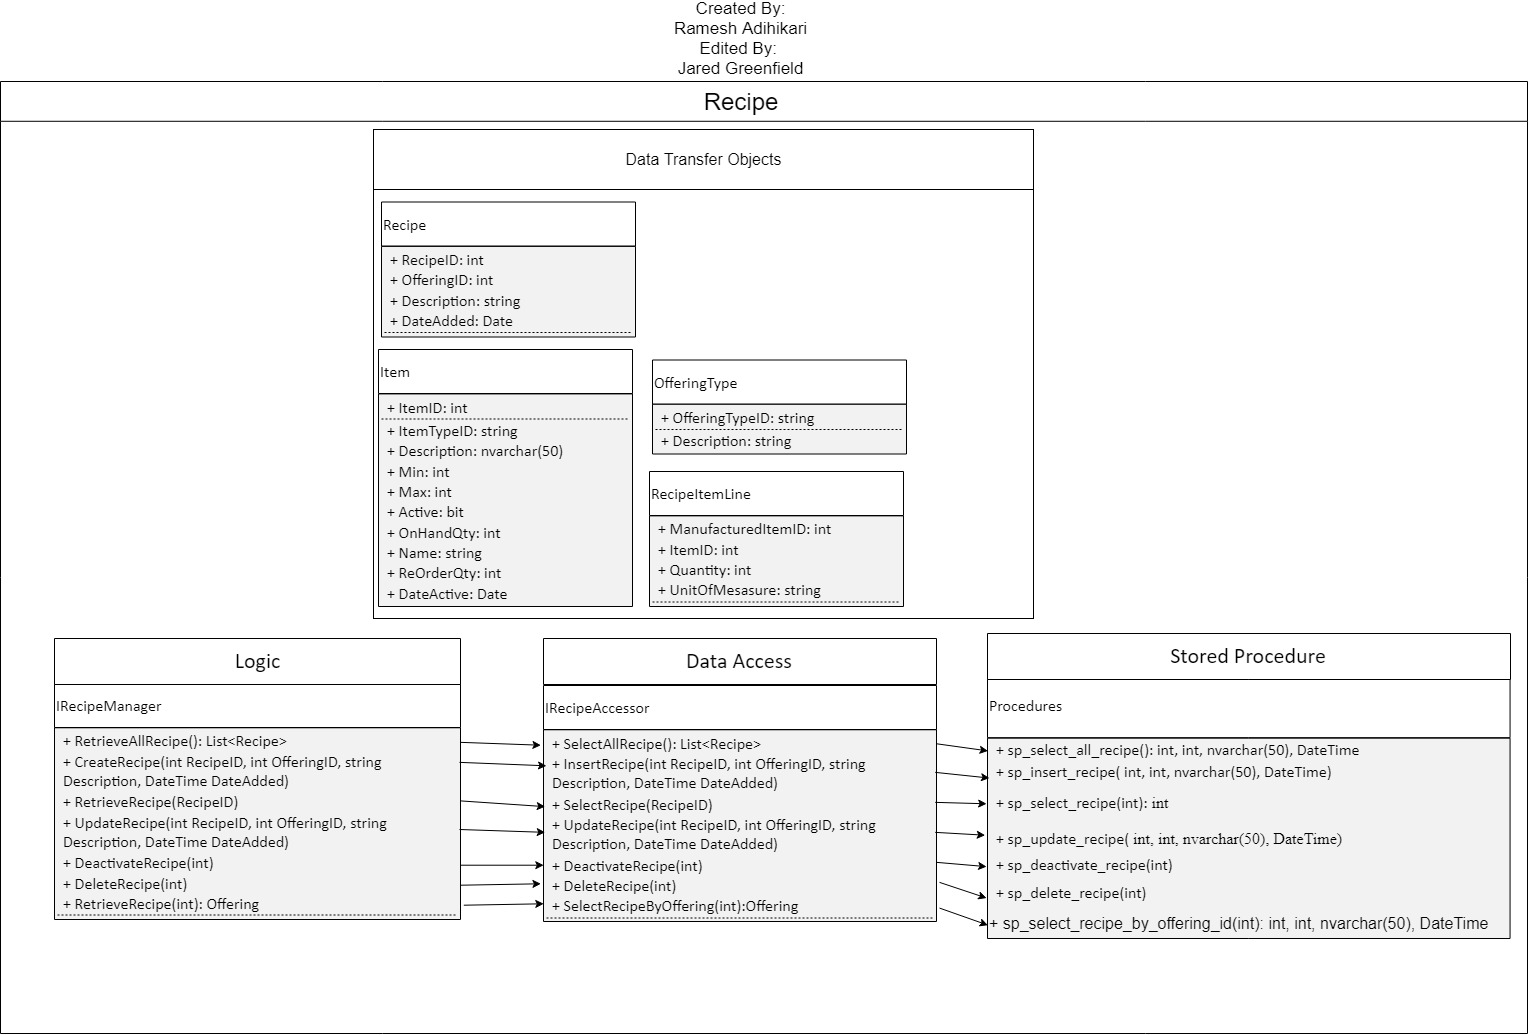 Created By:
Ramesh Adihikari
Edited By:
Jared Greenfield
Recipe
Data Transfer Objects
Recipe
+ RecipeID: int
+ OfferingID: int
+ Description: string
+ DateAdded: Date
Item
+ ItemID: int
+ ItemTypeID: string
+ Description: nvarchar(50)
+ Min: int
+ Max: int
+ Active: bit
+ OnHandQty: int
+ Name: string
+ ReOrderQty: int
+ DateActive: Date
OfferingType
+ OfferingTypeID: string
+ Description: string
RecipeItemLine
+ ManufacturedItemID: int
+ ItemID: int
+ Quantity: int
+ UnitOfMesasure: string
Logic
IRecipeManager
+ RetrieveAllRecipe(): List<Recipe>
+ CreateRecipe(int RecipeID, int OfferingID, string
Description, DateTime DateAdded)
+ RetrieveRecipe(RecipeID)
+ UpdateRecipe(int RecipeID, int OfferingID, string
Description, DateTime DateAdded)
+ DeactivateRecipe(int)
+ DeleteRecipe(int)
+ RetrieveRecipe(int): Offering
Data Access
IRecipeAccessor
+ SelectAllRecipe(): List<Recipe>
+ InsertRecipe(int RecipeID, int OfferingID, string
Description, DateTime DateAdded)
+ SelectRecipe(RecipeID)
+ UpdateRecipe(int RecipeID, int OfferingID, string
Description, DateTime DateAdded)
+ DeactivateRecipe(int)
+ DeleteRecipe(int)
+ SelectRecipeByOffering(int):Offering
Stored Procedure
Procedures
+ sp_select_all_recipe(): int, int, nvarchar(50), DateTime
+ sp_insert_recipe( int, int, nvarchar(50), DateTime)
+ sp_select_recipe(int): int
+ sp_update_recipe( int, int, nvarchar(50), DateTime)
+ sp_deactivate_recipe(int)
+ sp_delete_recipe(int)
+ sp_select_recipe_by_offering_id(int): int, int, nvarchar(50), DateTime